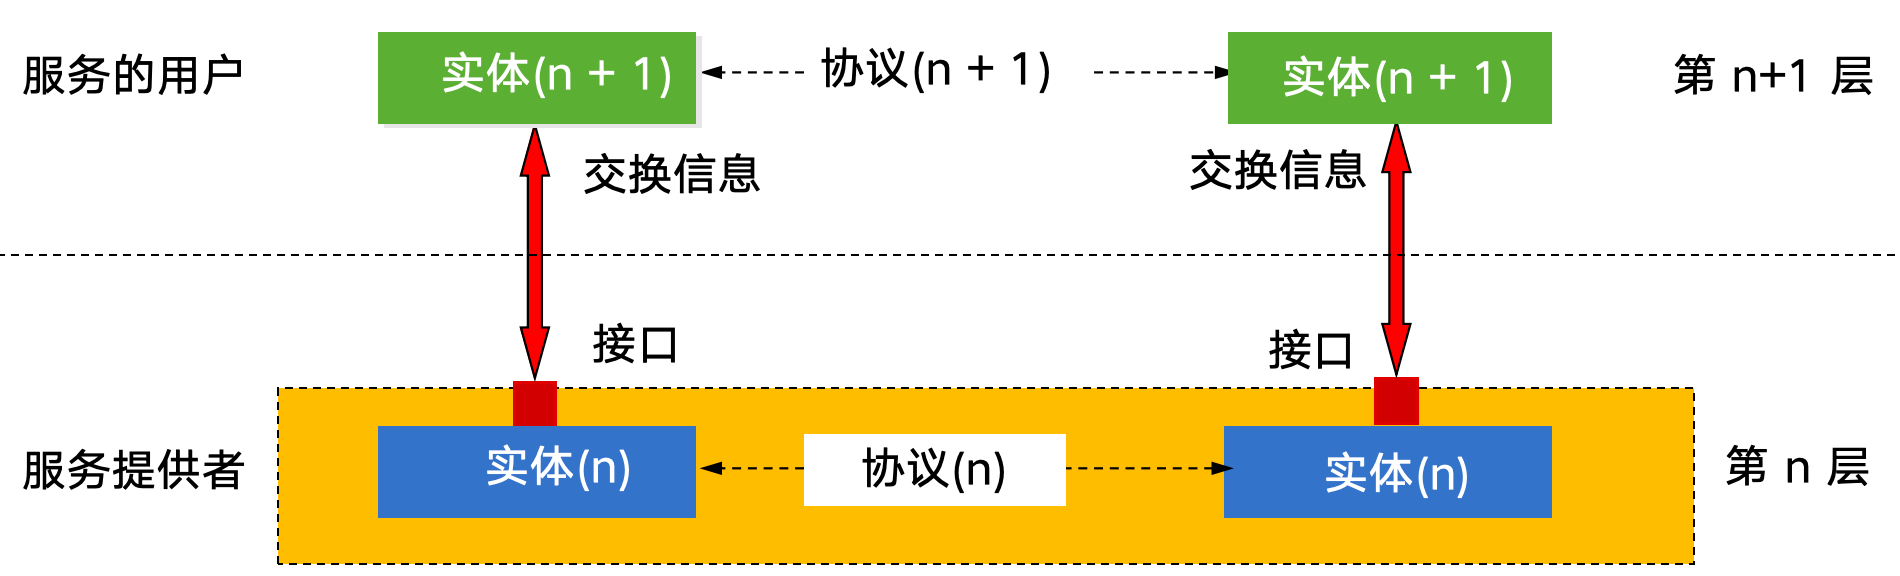 服务的用户
实体(n + 1)
协议(n + 1)
实体(n + 1)
第 n+1 层
交换信息
交换信息
接口
接口
服务提供者
实体(n)
协议(n)
实体(n)
第 n 层